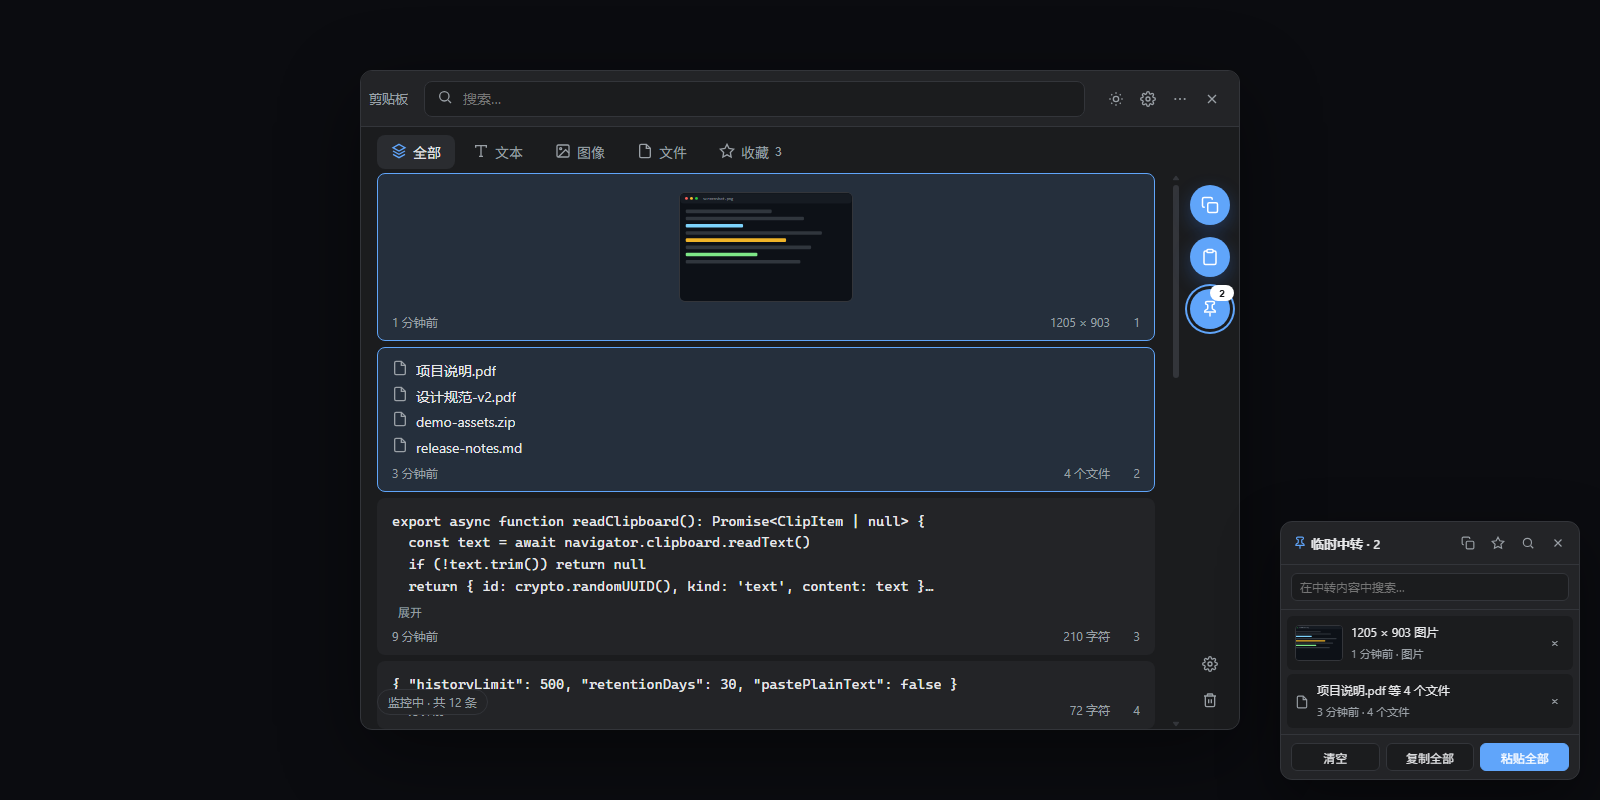 剪贴板
搜索...
全部
文本
图像
文件
收藏 3
1 分钟前
1205 × 903
1
项目说明.pdf
设计规范-v2.pdf
demo-assets.zip
release-notes.md
3 分钟前
4 个文件
2
export async function readClipboard(): Promise<ClipItem | null> {
const text = await navigator.clipboard.readText()
if (!text.trim()) return null
return { id: crypto.randomUUID(), kind: 'text', content: text }…
展开
9 分钟前
210 字符
3
{ "historyLimit": 500, "retentionDays": 30, "pastePlainText": false }
监控中 · 共 12 条
72 字符
4
2
临时中转 · 2
在中转内容中搜索...
1205 × 903 图片
1 分钟前 · 图片
项目说明.pdf 等 4 个文件
3 分钟前 · 4 个文件
清空
复制全部
粘贴全部